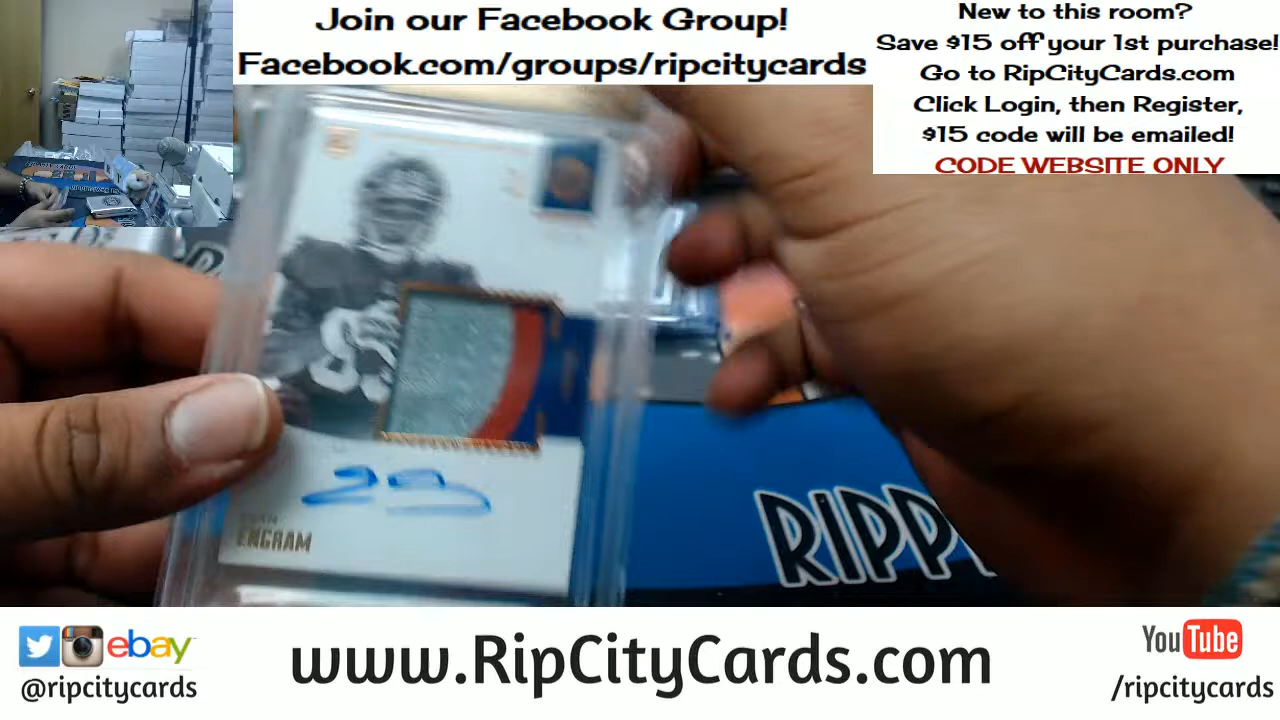 Join our Facebook Group!
Facebook.com/groups/ripcitycards
New to this room?
Save $15 off your 1st purchase!
Go to RipCityCards.com
Click Login, then Register,
$15 code will be emailed!
CODE WEBSITE ONLY
ENGRAM
RIPP
ebay
@ripcitycards
www.RipCityCards.com
YouTube
/ripcitycards